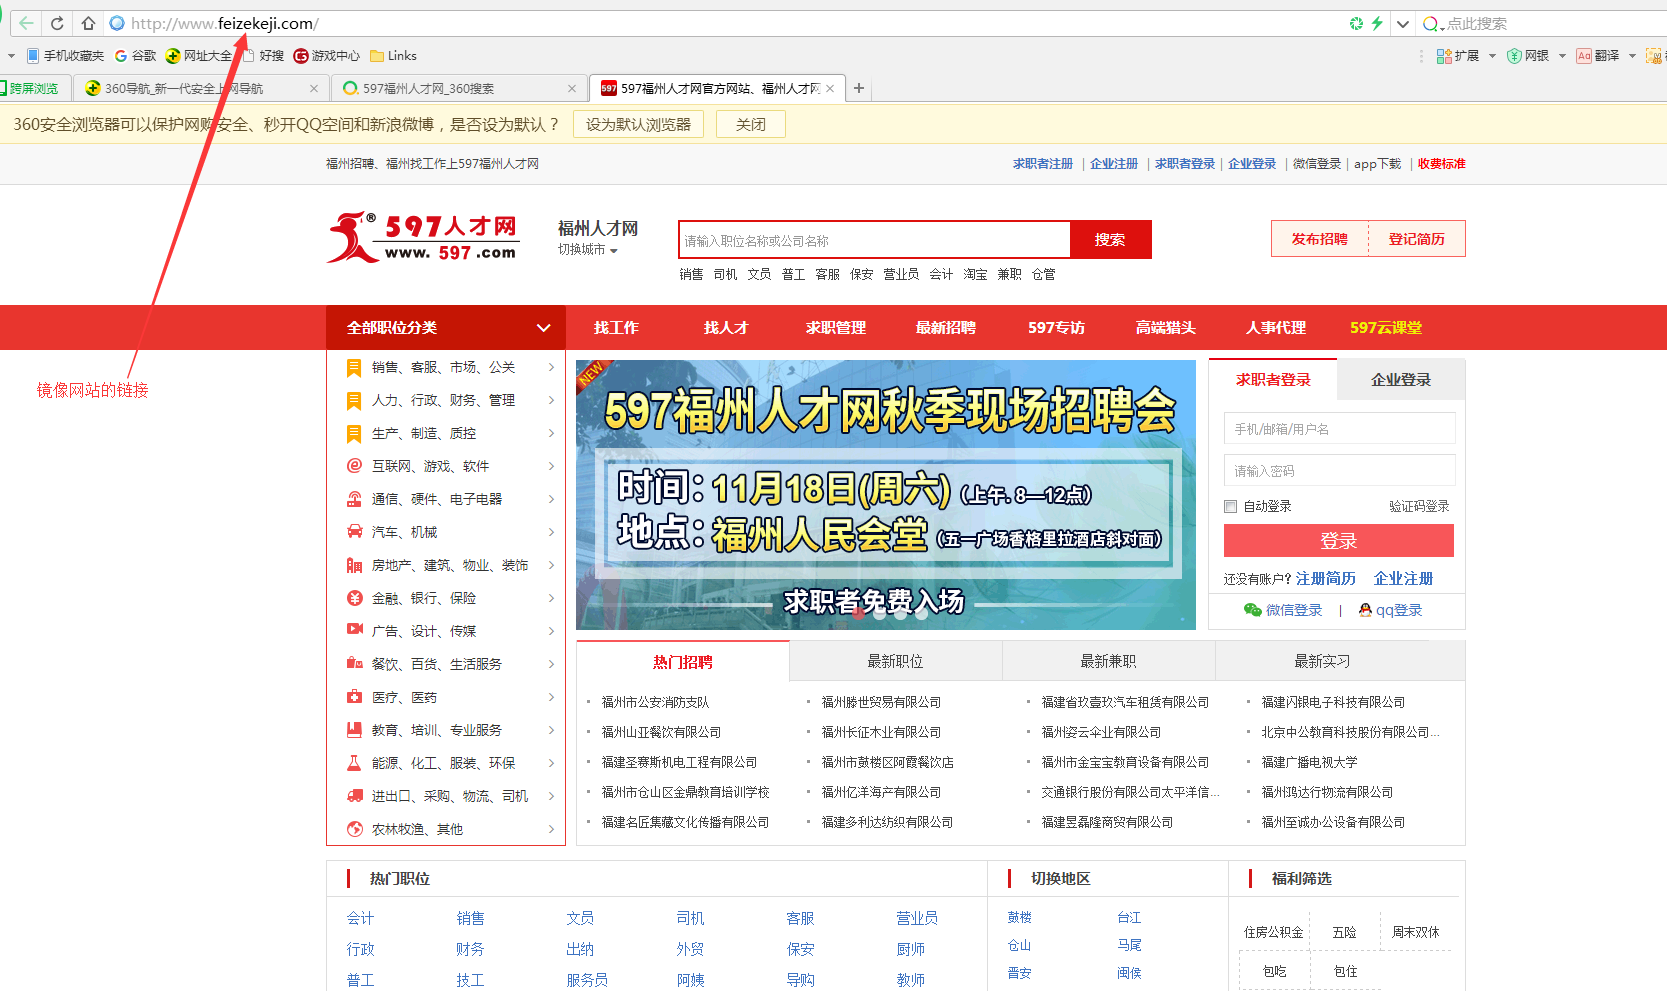 http://www.feizekeji.com/
点此搜索
手机收藏夹 谷歌 网址大全 好搜 游戏中心 Links
扩展 网银 翻译
跨屏浏览 360导航_新一代安全上网导航 597福州人才网_360搜索 597福州人才网官方网站、福州人才网
360安全浏览器可以保护网购安全、秒开QQ空间和新浪微博，是否设为默认？ 设为默认浏览器 关闭
福州招聘、福州找工作上597福州人才网
求职者注册 | 企业注册 | 求职者登录 | 企业登录 | 微信登录 | app下载 | 收费标准
597人才网
www. 597 .com
®
福州人才网
切换城市
请输入职位名称或公司名称 搜索
销售 司机 文员 普工 客服 保安 营业员 会计 淘宝 兼职 仓管
发布招聘 登记简历
全部职位分类 找工作 找人才 求职管理 最新招聘 597专访 高端猎头 人事代理 597云课堂
镜像网站的链接
销售、客服、市场、公关
人力、行政、财务、管理
生产、制造、质控
互联网、游戏、软件
通信、硬件、电子电器
汽车、机械
房地产、建筑、物业、装饰
金融、银行、保险
广告、设计、传媒
餐饮、百货、生活服务
医疗、医药
教育、培训、专业服务
能源、化工、服装、环保
进出口、采购、物流、司机
农林牧渔、其他
NEW
597福州人才网秋季现场招聘会
时间：11月18日(周六)（上午. 8—12点）
地点：福州人民会堂（五一广场香格里拉酒店斜对面）
求职者免费入场
求职者登录 企业登录
手机/邮箱/用户名
请输入密码
自动登录 验证码登录
登录
还没有账户？ 注册简历 企业注册
微信登录 | qq登录
热门招聘 最新职位 最新兼职 最新实习
福州市公安消防支队 福州滕世贸易有限公司 福建省玖壹玖汽车租赁有限公司 福建闪银电子科技有限公司
福州山亚餐饮有限公司 福州长征木业有限公司 福州姿云伞业有限公司 北京中公教育科技股份有限公司...
福建圣赛斯机电工程有限公司 福州市鼓楼区阿霞餐饮店 福州市金宝宝教育设备有限公司 福建广播电视大学
福州市仓山区金鼎教育培训学校 福州亿洋海产有限公司 交通银行股份有限公司太平洋信... 福州鸿达行物流有限公司
福建名匠集藏文化传播有限公司 福建多利达纺织有限公司 福建昱磊隆商贸有限公司 福州至诚办公设备有限公司
热门职位 切换地区 福利筛选
会计 销售 文员 司机 客服 营业员 鼓楼 台江
住房公积金 五险 周末双休
行政 财务 出纳 外贸 保安 厨师 仓山 马尾
普工 技工 服务员 阿姨 导购 教师 晋安 闽侯
包吃 包住